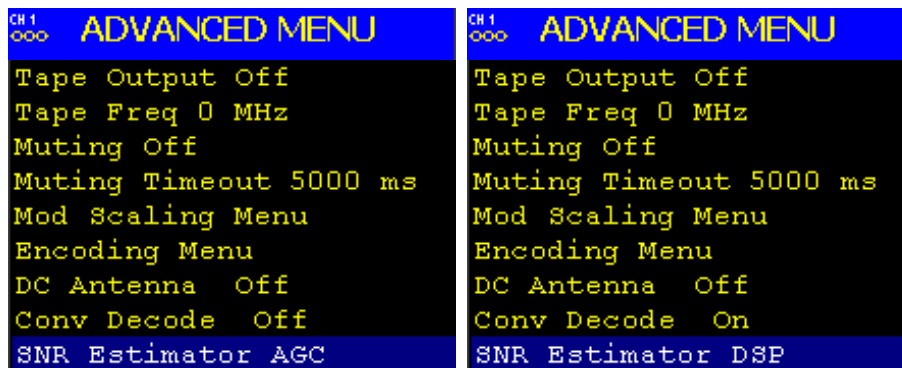 CH 1
000 ADVANCED MENU
Tape Output Off
Tape Freq 0 MHz
Muting Off
Muting Timeout 5000 ms
Mod Scaling Menu
Encoding Menu
DC Antenna Off
Conv Decode Off
SNR Estimator AGC
CH 1
000 ADVANCED MENU
Tape Output Off
Tape Freq 0 MHz
Muting Off
Muting Timeout 5000 ms
Mod Scaling Menu
Encoding Menu
DC Antenna Off
Conv Decode On
SNR Estimator DSP